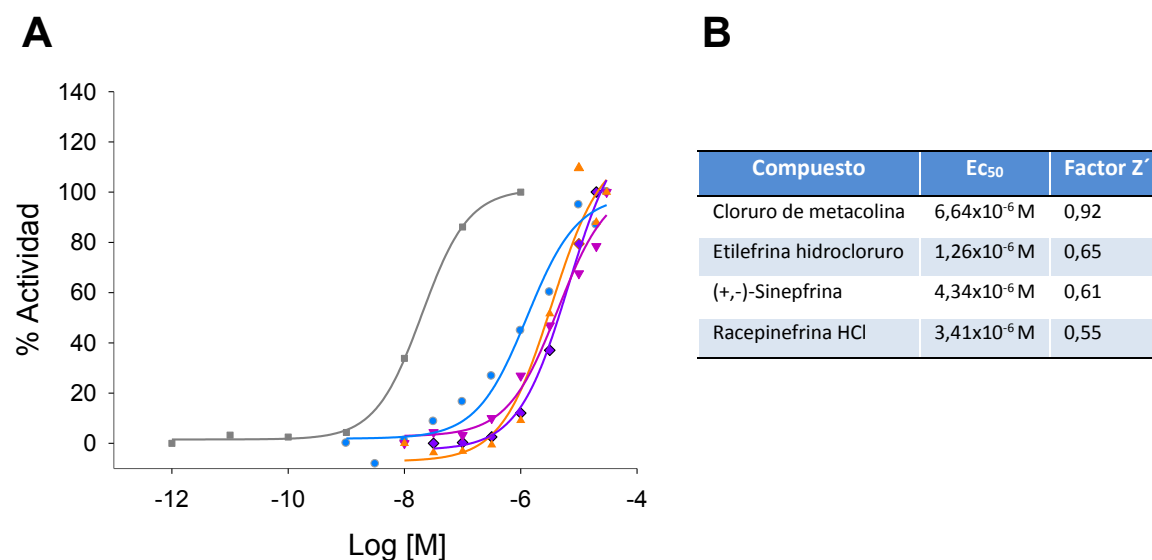 A
B
140
120
100
80
60
40
20
0
% Actividad
-12
-10
-8
-6
-4
Log [M]
Compuesto Ec50 Factor Z´
Cloruro de metacolina 6,64x10-6 M 0,92
Etilefrina hidrocloruro 1,26x10-6 M 0,65
(+,-)-Sinepfrina 4,34x10-6 M 0,61
Racepinefrina HCl 3,41x10-6 M 0,55